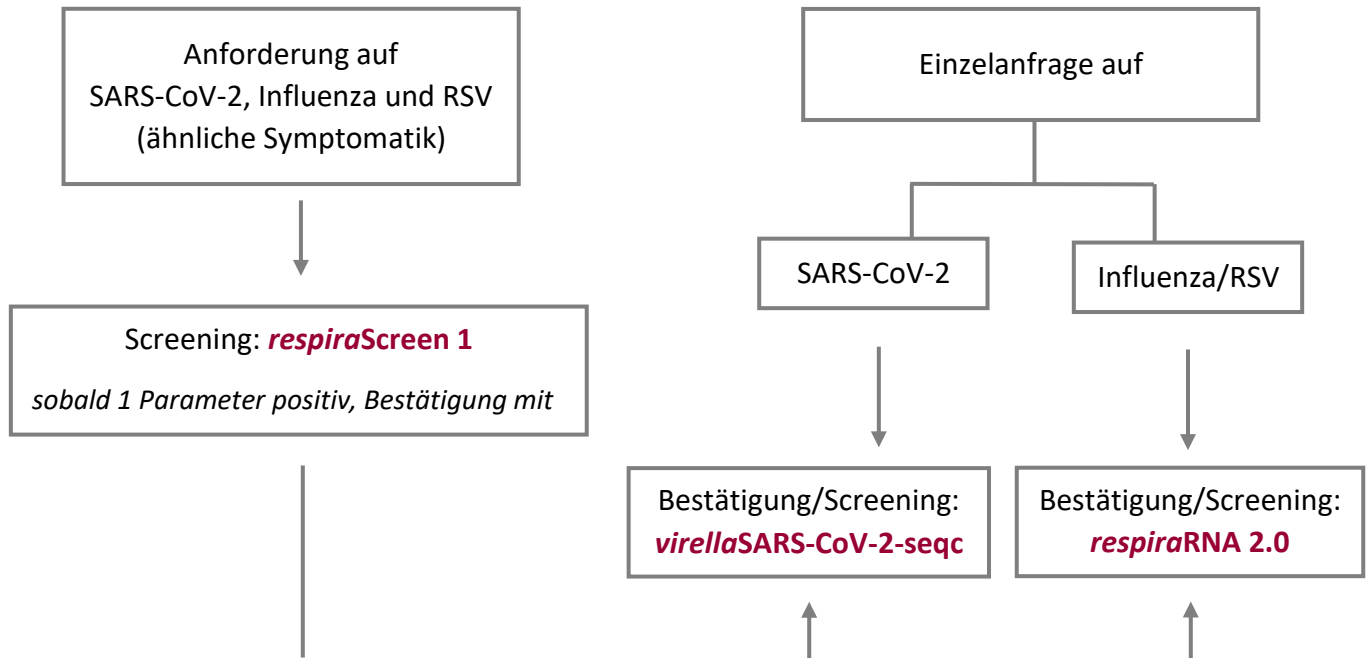 Anforderung auf
SARS-CoV-2, Influenza und RSV
(ähnliche Symptomatik)
Screening: respiraScreen 1
sobald 1 Parameter positiv, Bestätigung mit
Einzelanfrage auf
SARS-CoV-2
Influenza/RSV
Bestätigung/Screening:
virellaSARS-CoV-2-seqc
Bestätigung/Screening:
respiraRNA 2.0